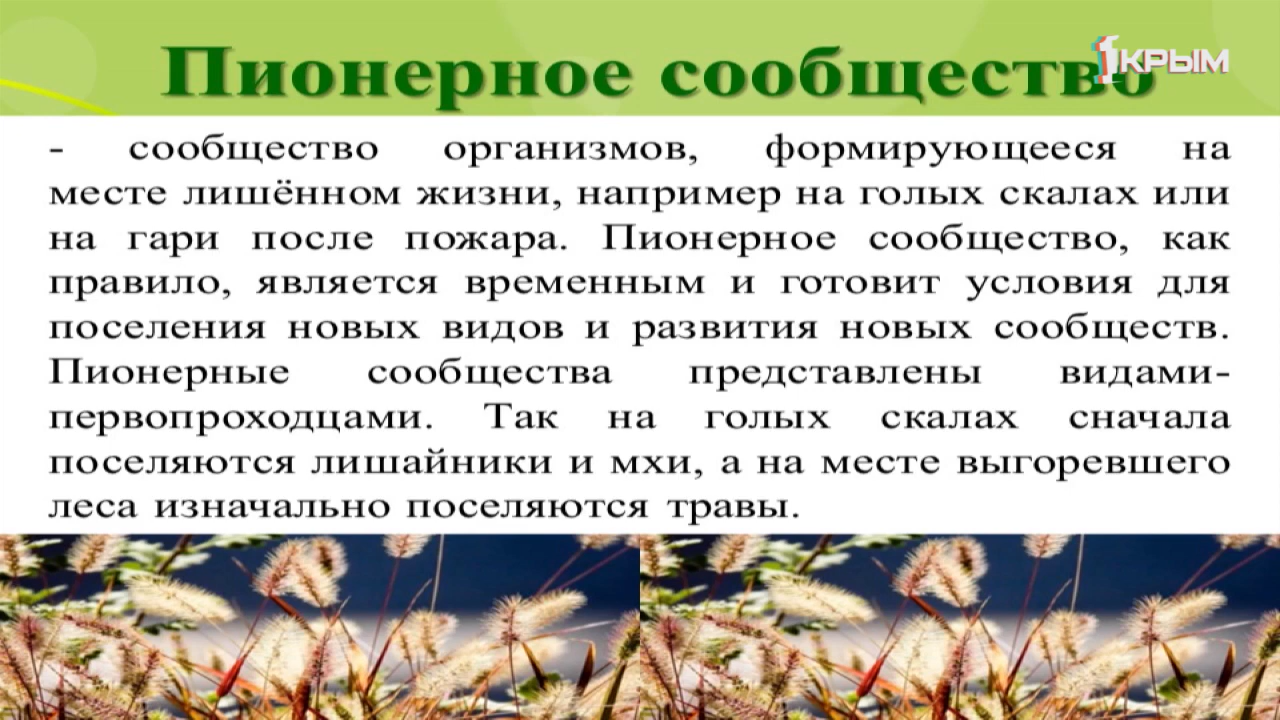 Пионерное сообщество
1КРЫМ
- сообщество организмов, формирующееся на
месте лишённом жизни, например на голых скалах или
на гари после пожара. Пионерное сообщество, как
правило, является временным и готовит условия для
поселения новых видов и развития новых сообществ.
Пионерные сообщества представлены видами-
первопроходцами. Так на голых скалах сначала
поселяются лишайники и мхи, а на месте выгоревшего
леса изначально поселяются травы.